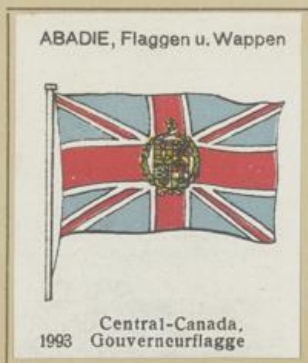 ABADIE, Flaggen u. Wappen
Central-Canada,
1993 Gouverneurflagge